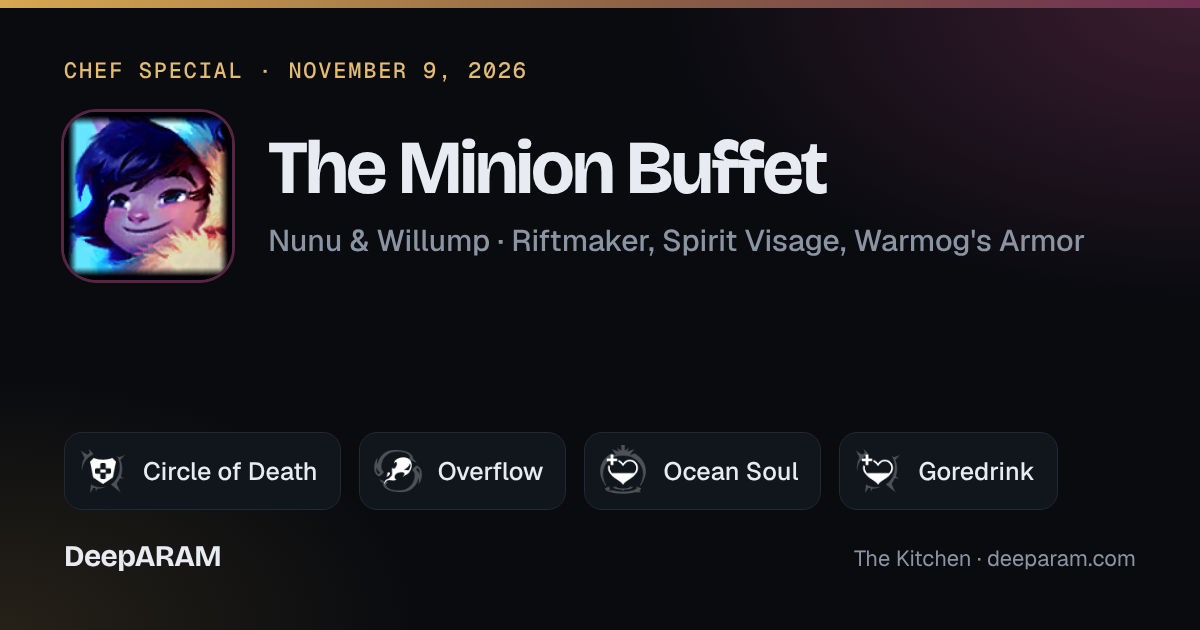 CHEF SPECIAL · NOVEMBER 9, 2026
The Minion Buffet
Nunu & Willump · Riftmaker, Spirit Visage, Warmog's Armor
Circle of Death
Overflow
Ocean Soul
Goredrink
DeepARAM
The Kitchen · deeparam.com